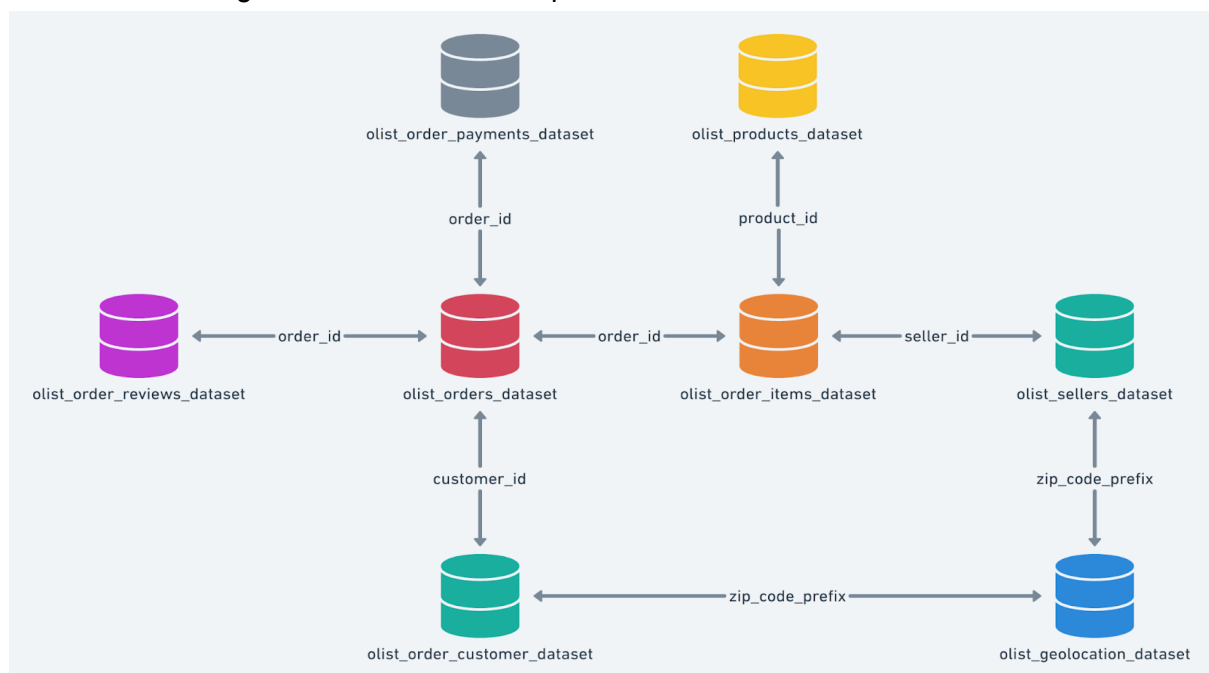 olist_order_payments_dataset
olist_products_dataset
order_id
product_id
order_id
order_id
seller_id
olist_order_reviews_dataset
olist_orders_dataset
olist_order_items_dataset
olist_sellers_dataset
customer_id
zip_code_prefix
zip_code_prefix
olist_order_customer_dataset
olist_geolocation_dataset